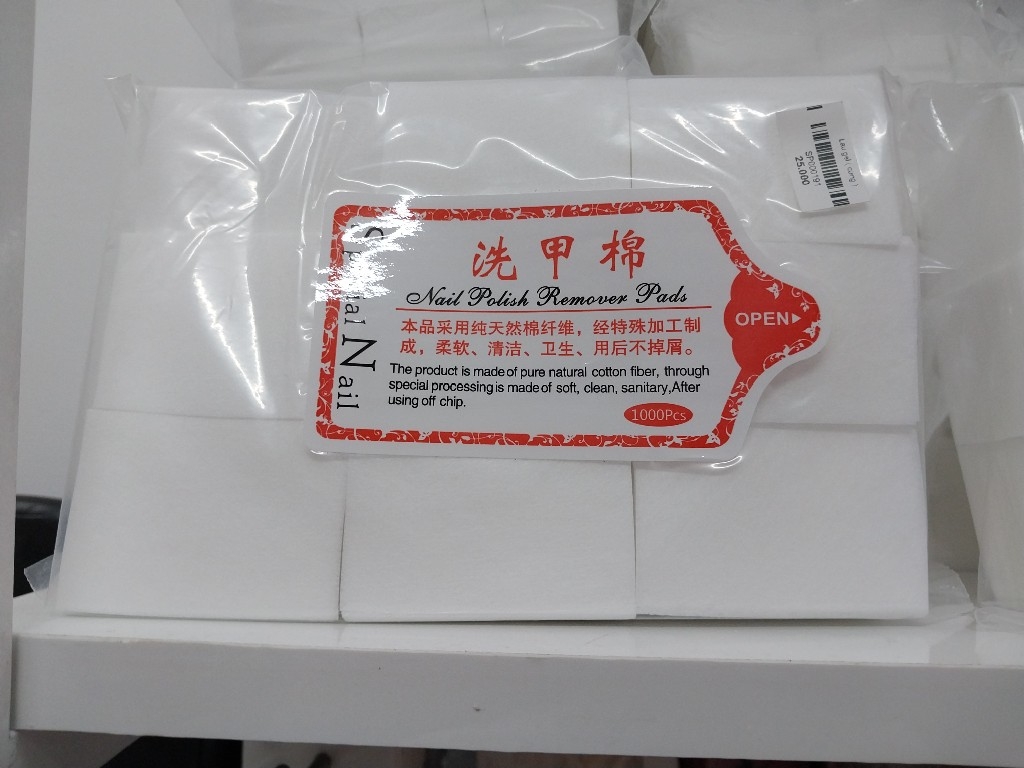 洗甲棉
Nail Polish Remover Pads
本品采用纯天然棉纤维，经特殊加工制
成，柔软、清洁、卫生、用后不掉屑。
The product is made of pure natural cotton fiber, through
special processing is made of soft, clean, sanitary,After
using off chip.
1000Pcs
OPEN
Nail
SP000191
25.000